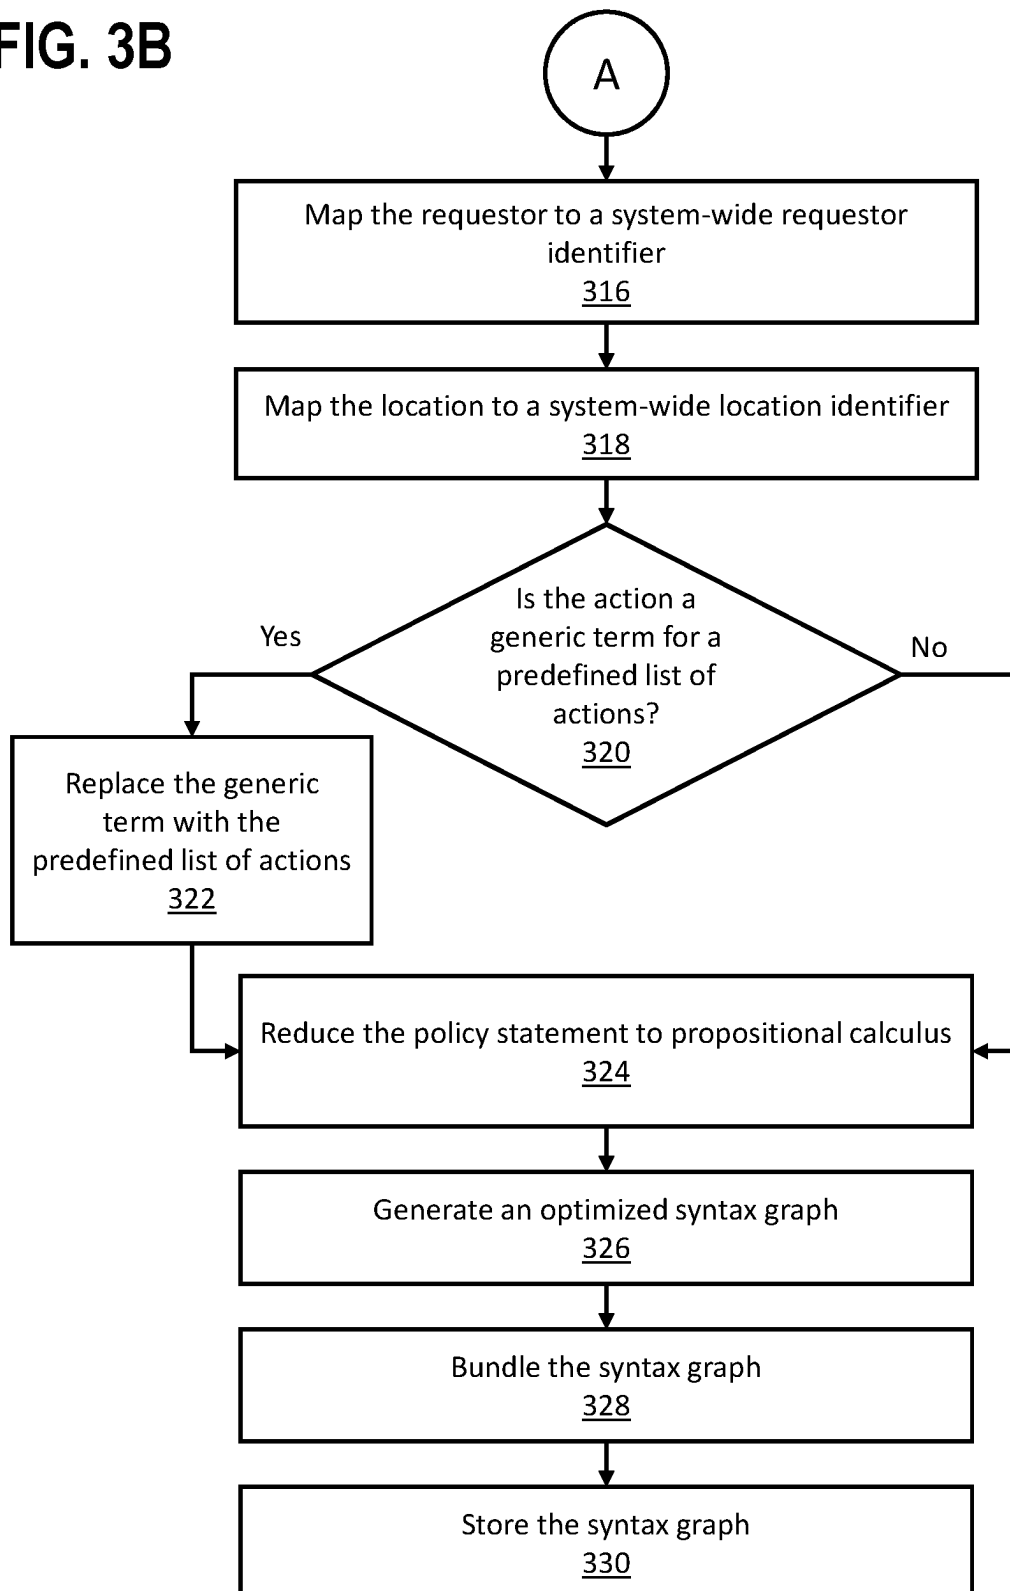 FIG. 3B
A
Map the requestor to a system-wide requestor
identifier
316
Map the location to a system-wide location identifier
318
Is the action a
generic term for a
predefined list of
actions?
320
Yes
No
Replace the generic
term with the
predefined list of actions
322
Reduce the policy statement to propositional calculus
324
Generate an optimized syntax graph
326
Bundle the syntax graph
328
Store the syntax graph
330